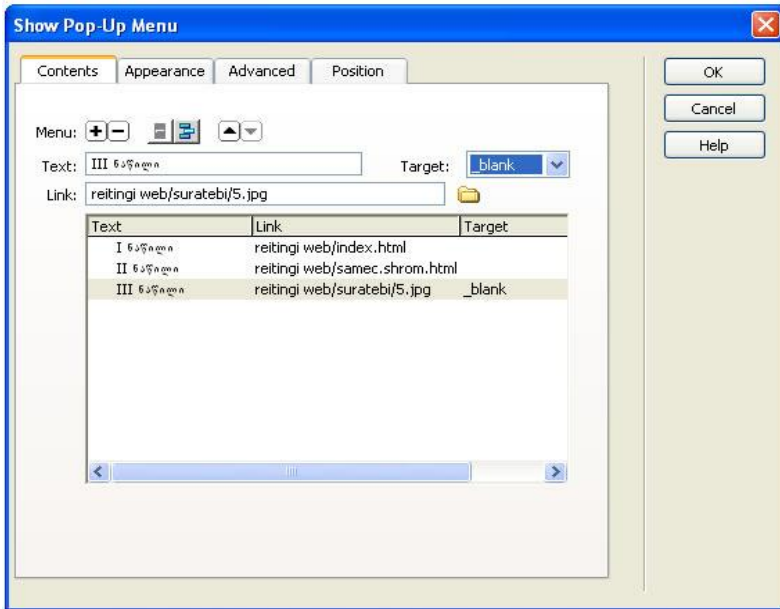 Show Pop-Up Menu
Contents Appearance Advanced Position
OK
Cancel
Help
Menu:
Text: III ნაწილი Target: _blank
Link: reitingi web/suratebi/5.jpg
Text Link Target
I ნაწილი reitingi web/index.html
II ნაწილი reitingi web/samec.shrom.html
III ნაწილი reitingi web/suratebi/5.jpg _blank